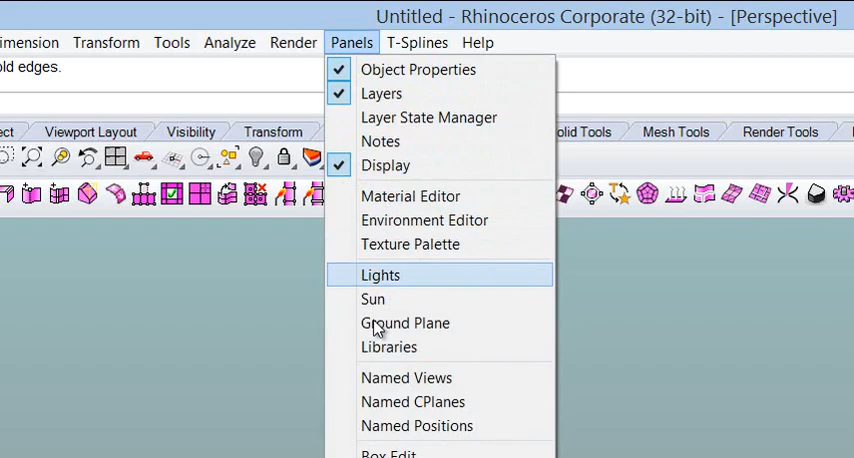 Untitled - Rhinoceros Corporate (32-bit) - [Perspective]
imension Transform Tools Analyze Render Panels T-Splines Help
old edges.
ect Viewport Layout Visibility Transform olid Tools Mesh Tools Render Tools
Object Properties
Layers
Layer State Manager
Notes
Display
Material Editor
Environment Editor
Texture Palette
Lights
Sun
Ground Plane
Libraries
Named Views
Named CPlanes
Named Positions
Box Edit